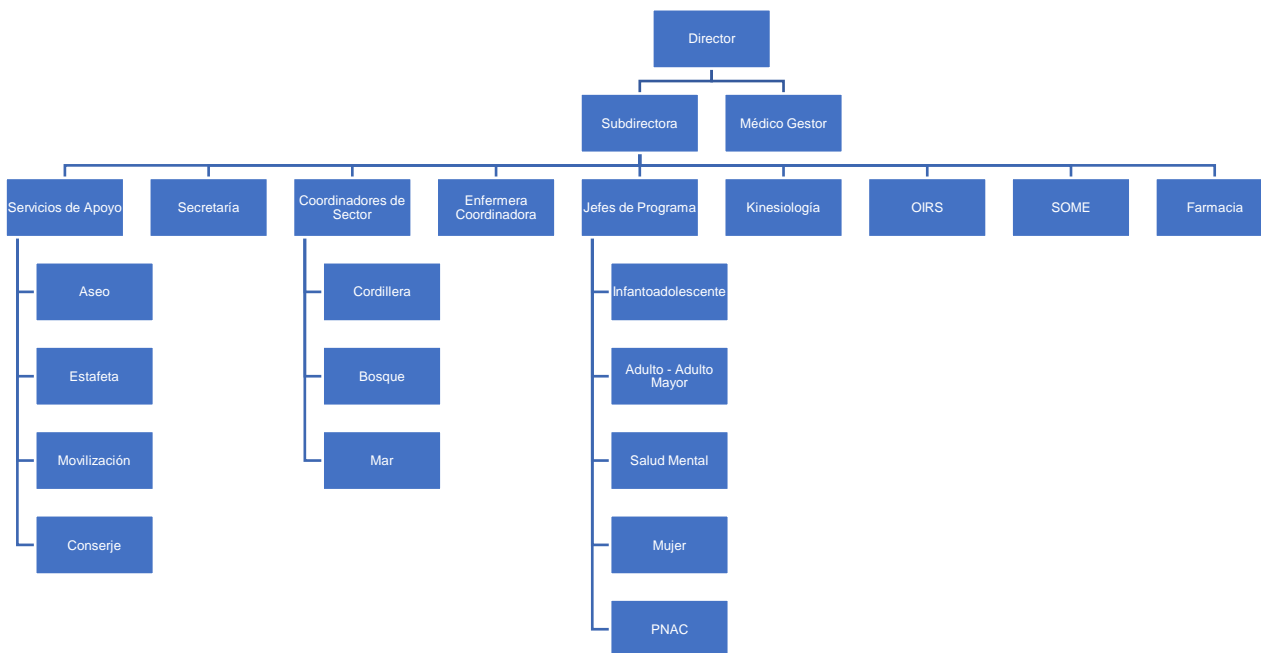 Director
Subdirectora
Médico Gestor
Servicios de Apoyo
Secretaría
Coordinadores de
Sector
Enfermera
Coordinadora
Jefes de Programa
Kinesiología
OIRS
SOME
Farmacia
Aseo
Cordillera
Infantoadolescente
Estafeta
Bosque
Adulto - Adulto
Mayor
Movilización
Mar
Salud Mental
Conserje
Mujer
PNAC